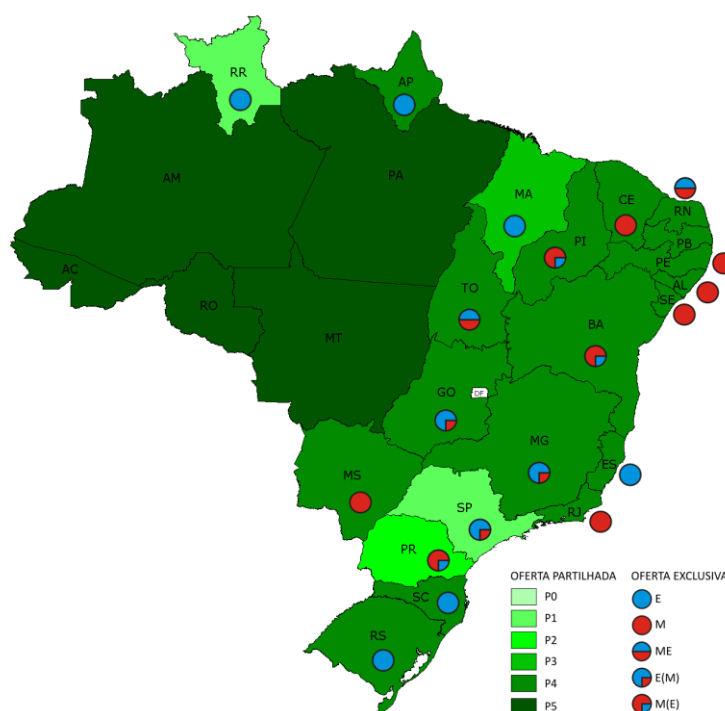 RR
AP
AM
PA
MA
CE
RN
PI
PB
PE
AC
TO
AL
SE
RO
BA
MT
GO
DF
MG
MS
ES
SP
RJ
PR
SC
RS
OFERTA PARTILHADA
P0
P1
P2
P3
P4
P5
OFERTA EXCLUSIVA
E
M
ME
E(M)
M(E)